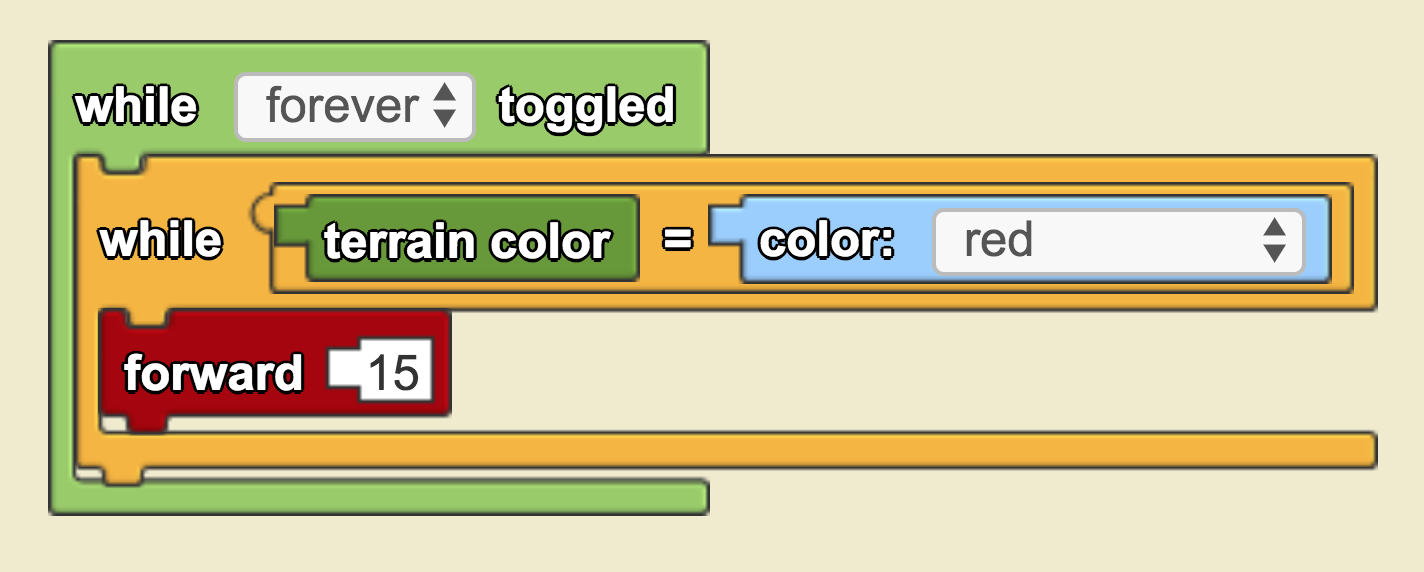 while forever toggled
while terrain color = color: red
forward 15